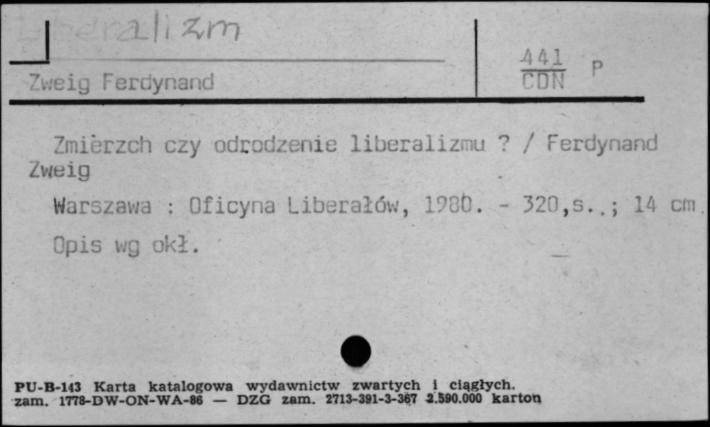 Liberalizm
Zweig Ferdynand
441
CDN P
Zmierzch czy odrodzenie liberalizmu ? / Ferdynand
Zweig
Warszawa : Oficyna Liberałów, 1980. - 320,s..; 14 cm.
Opis wg okł.
PU-B-143 Karta katalogowa wydawnictw zwartych i ciągłych.
zam. 1778-DW-ON-WA-86 — DZG zam. 2713-391-3-367 2.590.000 karton